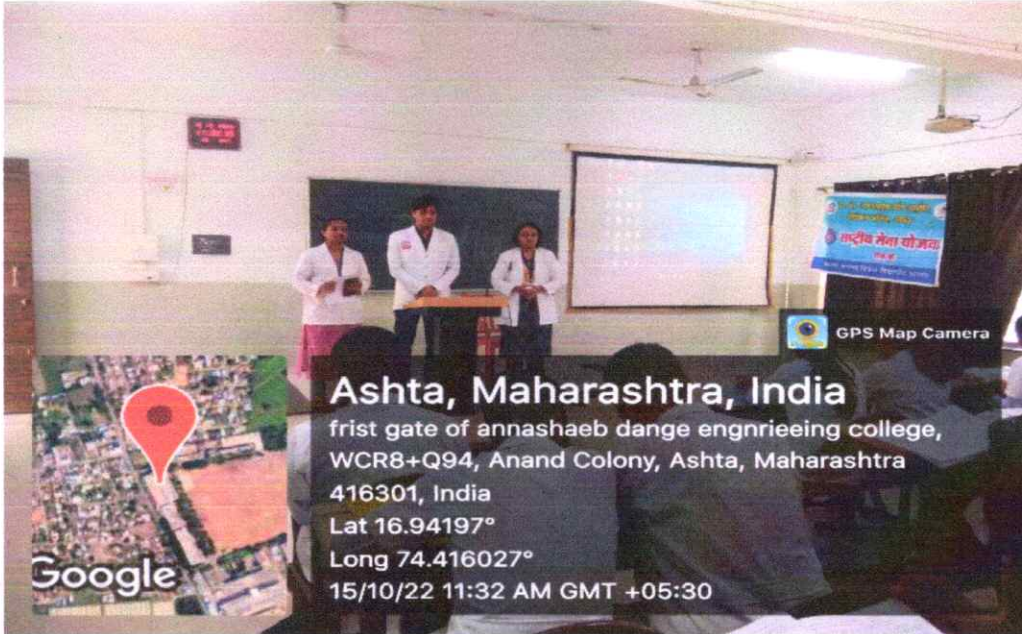 राष्ट्रीय सेवा योजना
GPS Map Camera
Ashta, Maharashtra, India
frist gate of annashaeb dange engnrieeing college,
WCR8+Q94, Anand Colony, Ashta, Maharashtra
416301, India
Lat 16.94197°
Long 74.416027°
15/10/22 11:32 AM GMT +05:30
Google